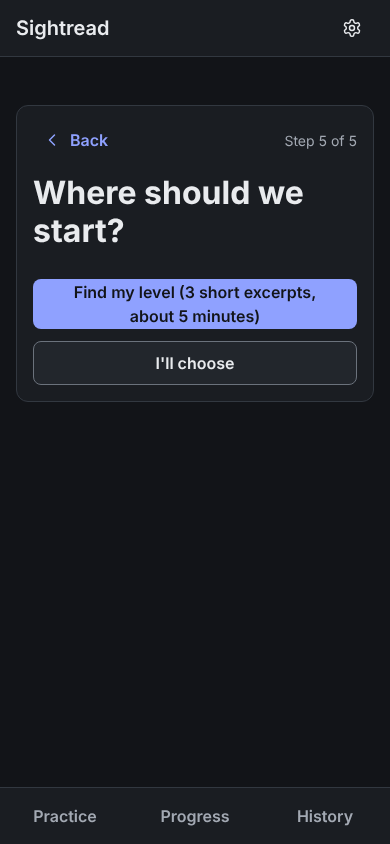 Sightread
Back
Step 5 of 5
Where should we
start?
Find my level (3 short excerpts,
about 5 minutes)
I'll choose
Practice
Progress
History